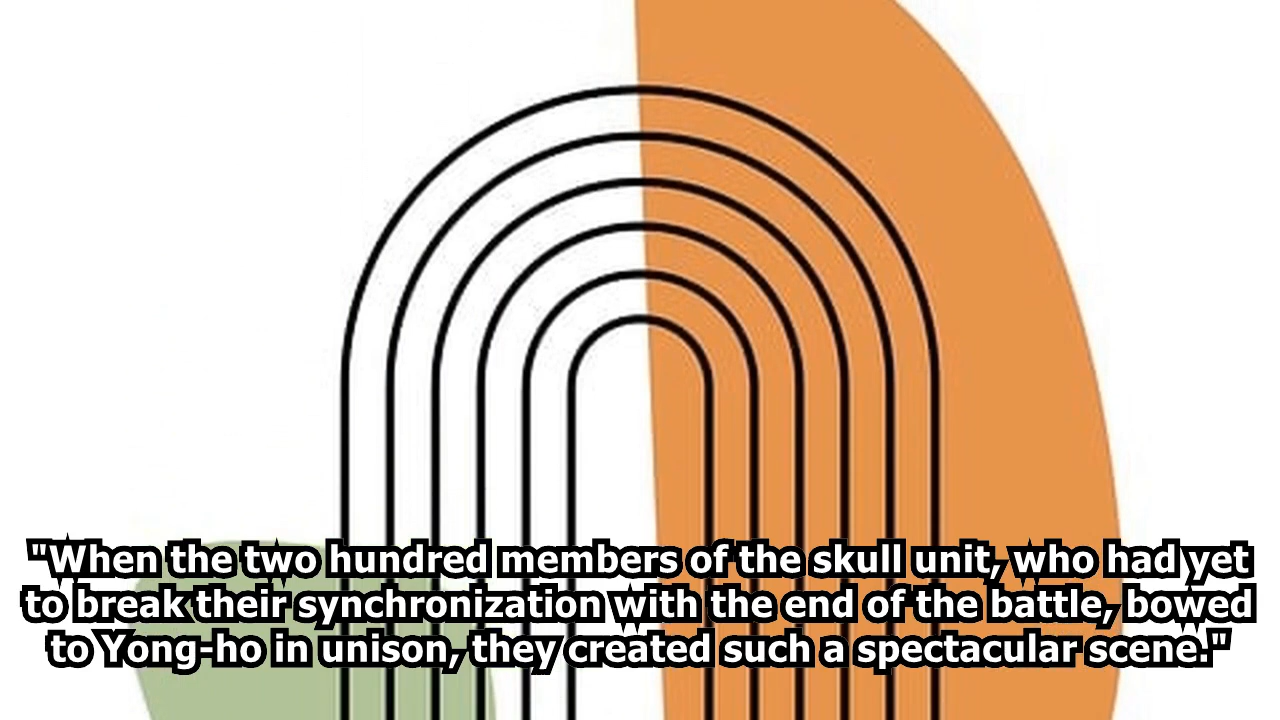 "When the two hundred members of the skull unit, who had yet
to break their synchronization with the end of the battle, bowed
to Yong-ho in unison, they created such a spectacular scene."